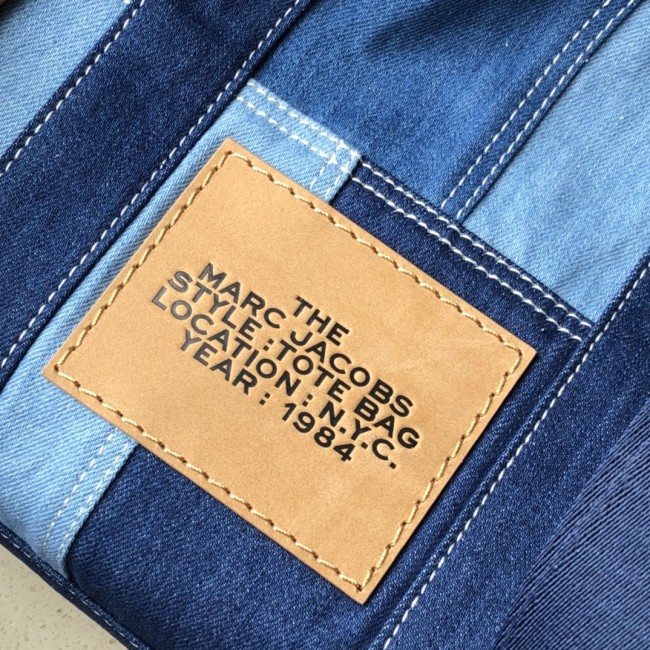 THE
MARC JACOBS
STYLE : TOTE BAG
LOCATION : N.Y.C.
YEAR : 1984